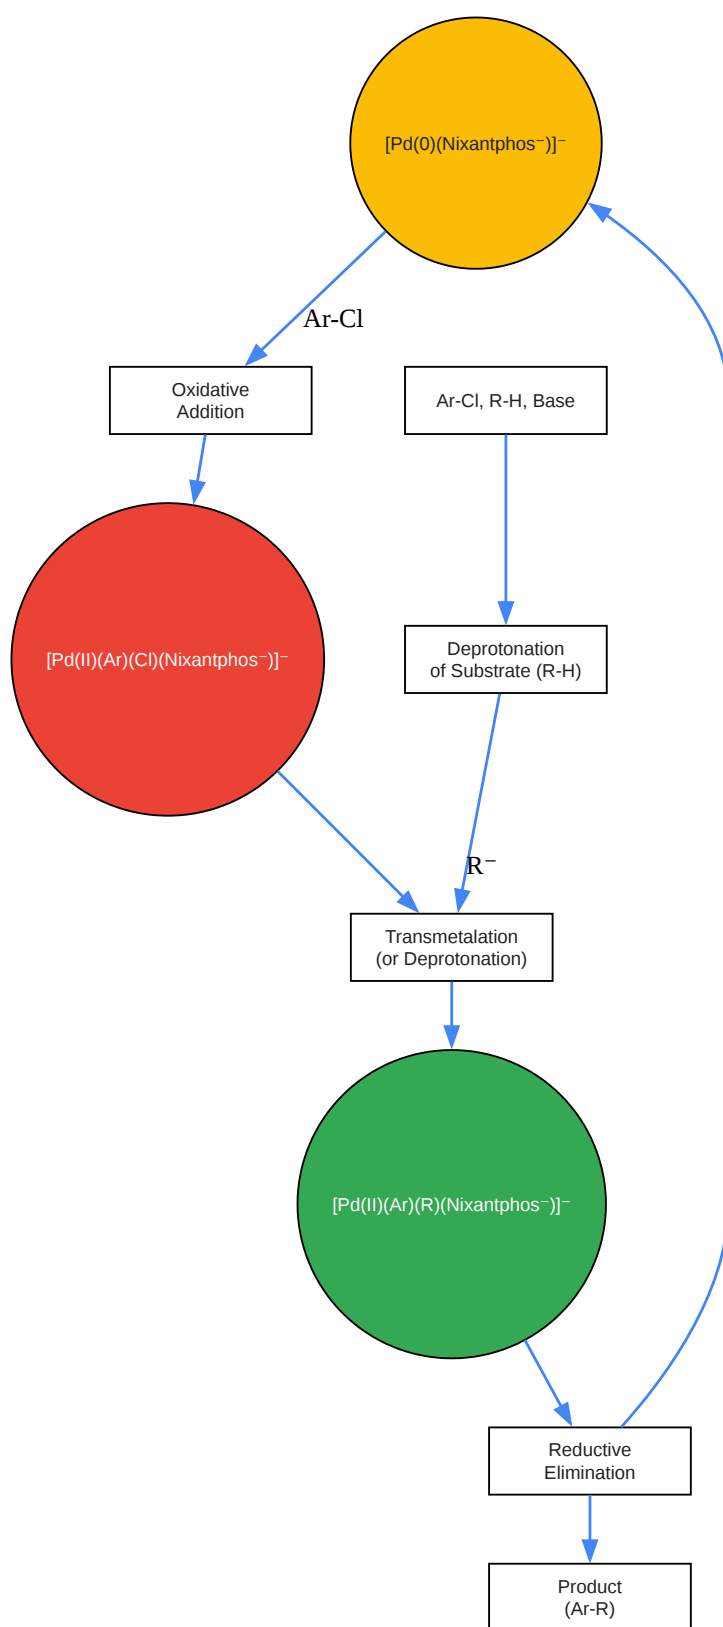 [Pd(0)(Nixantphos⁻)]⁻
Ar-Cl
Oxidative
Addition
Ar-Cl, R-H, Base
[Pd(II)(Ar)(Cl)(Nixantphos⁻)]⁻
Deprotonation
of Substrate (R-H)
R⁻
Transmetalation
(or Deprotonation)
[Pd(II)(Ar)(R)(Nixantphos⁻)]⁻
Reductive
Elimination
Product
(Ar-R)